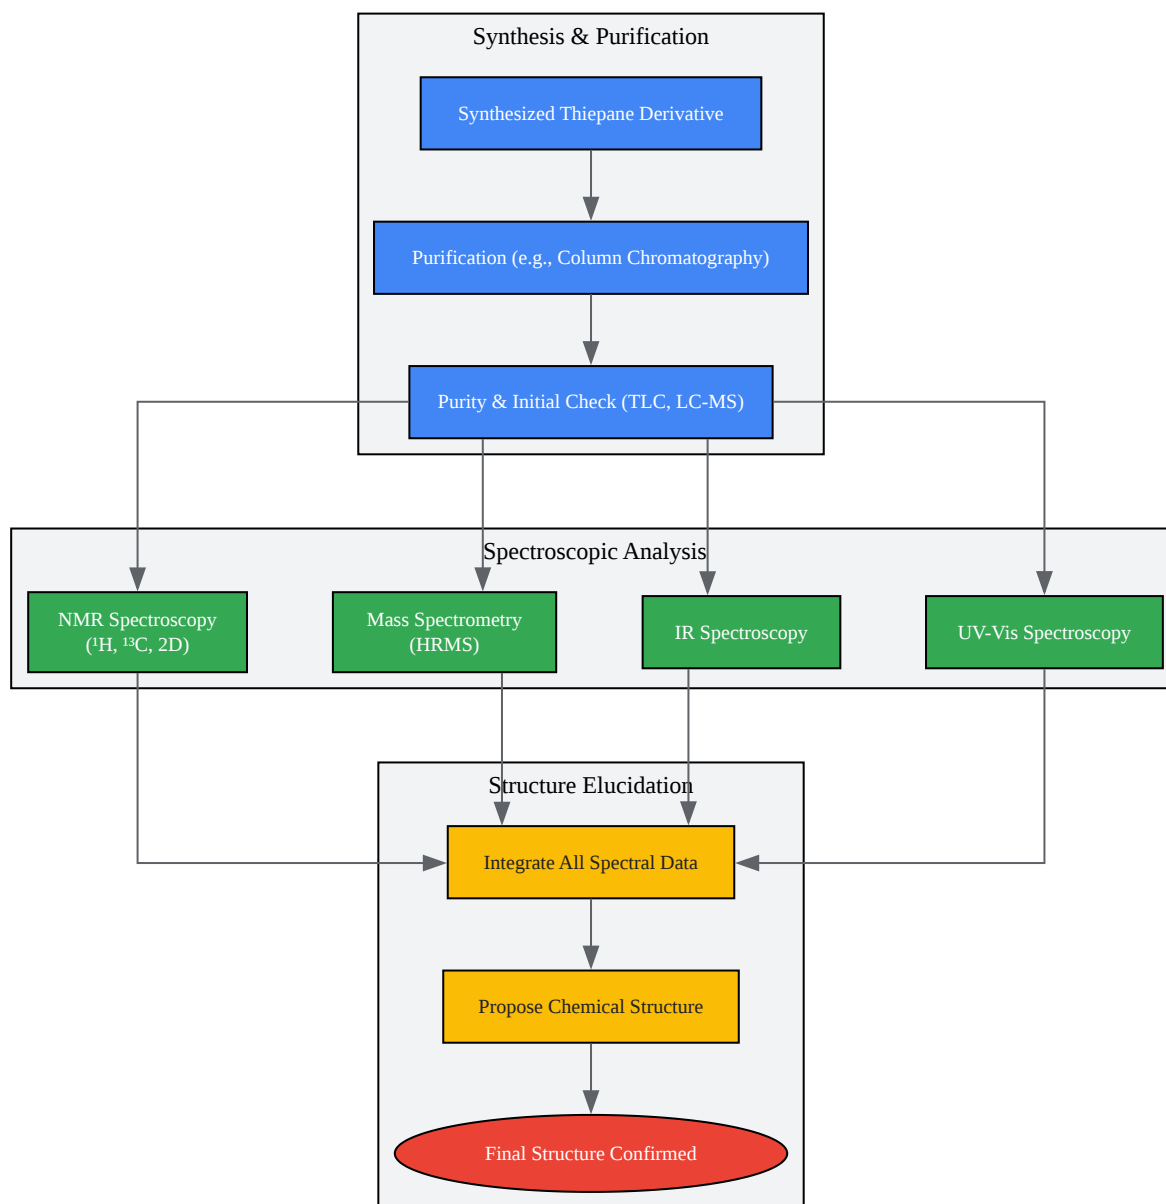 Synthesis & Purification
Synthesized Thiepane Derivative
Purification (e.g., Column Chromatography)
Purity & Initial Check (TLC, LC-MS)
Spectroscopic Analysis
NMR Spectroscopy
(¹H, ¹³C, 2D)
Mass Spectrometry
(HRMS)
IR Spectroscopy
UV-Vis Spectroscopy
Structure Elucidation
Integrate All Spectral Data
Propose Chemical Structure
Final Structure Confirmed